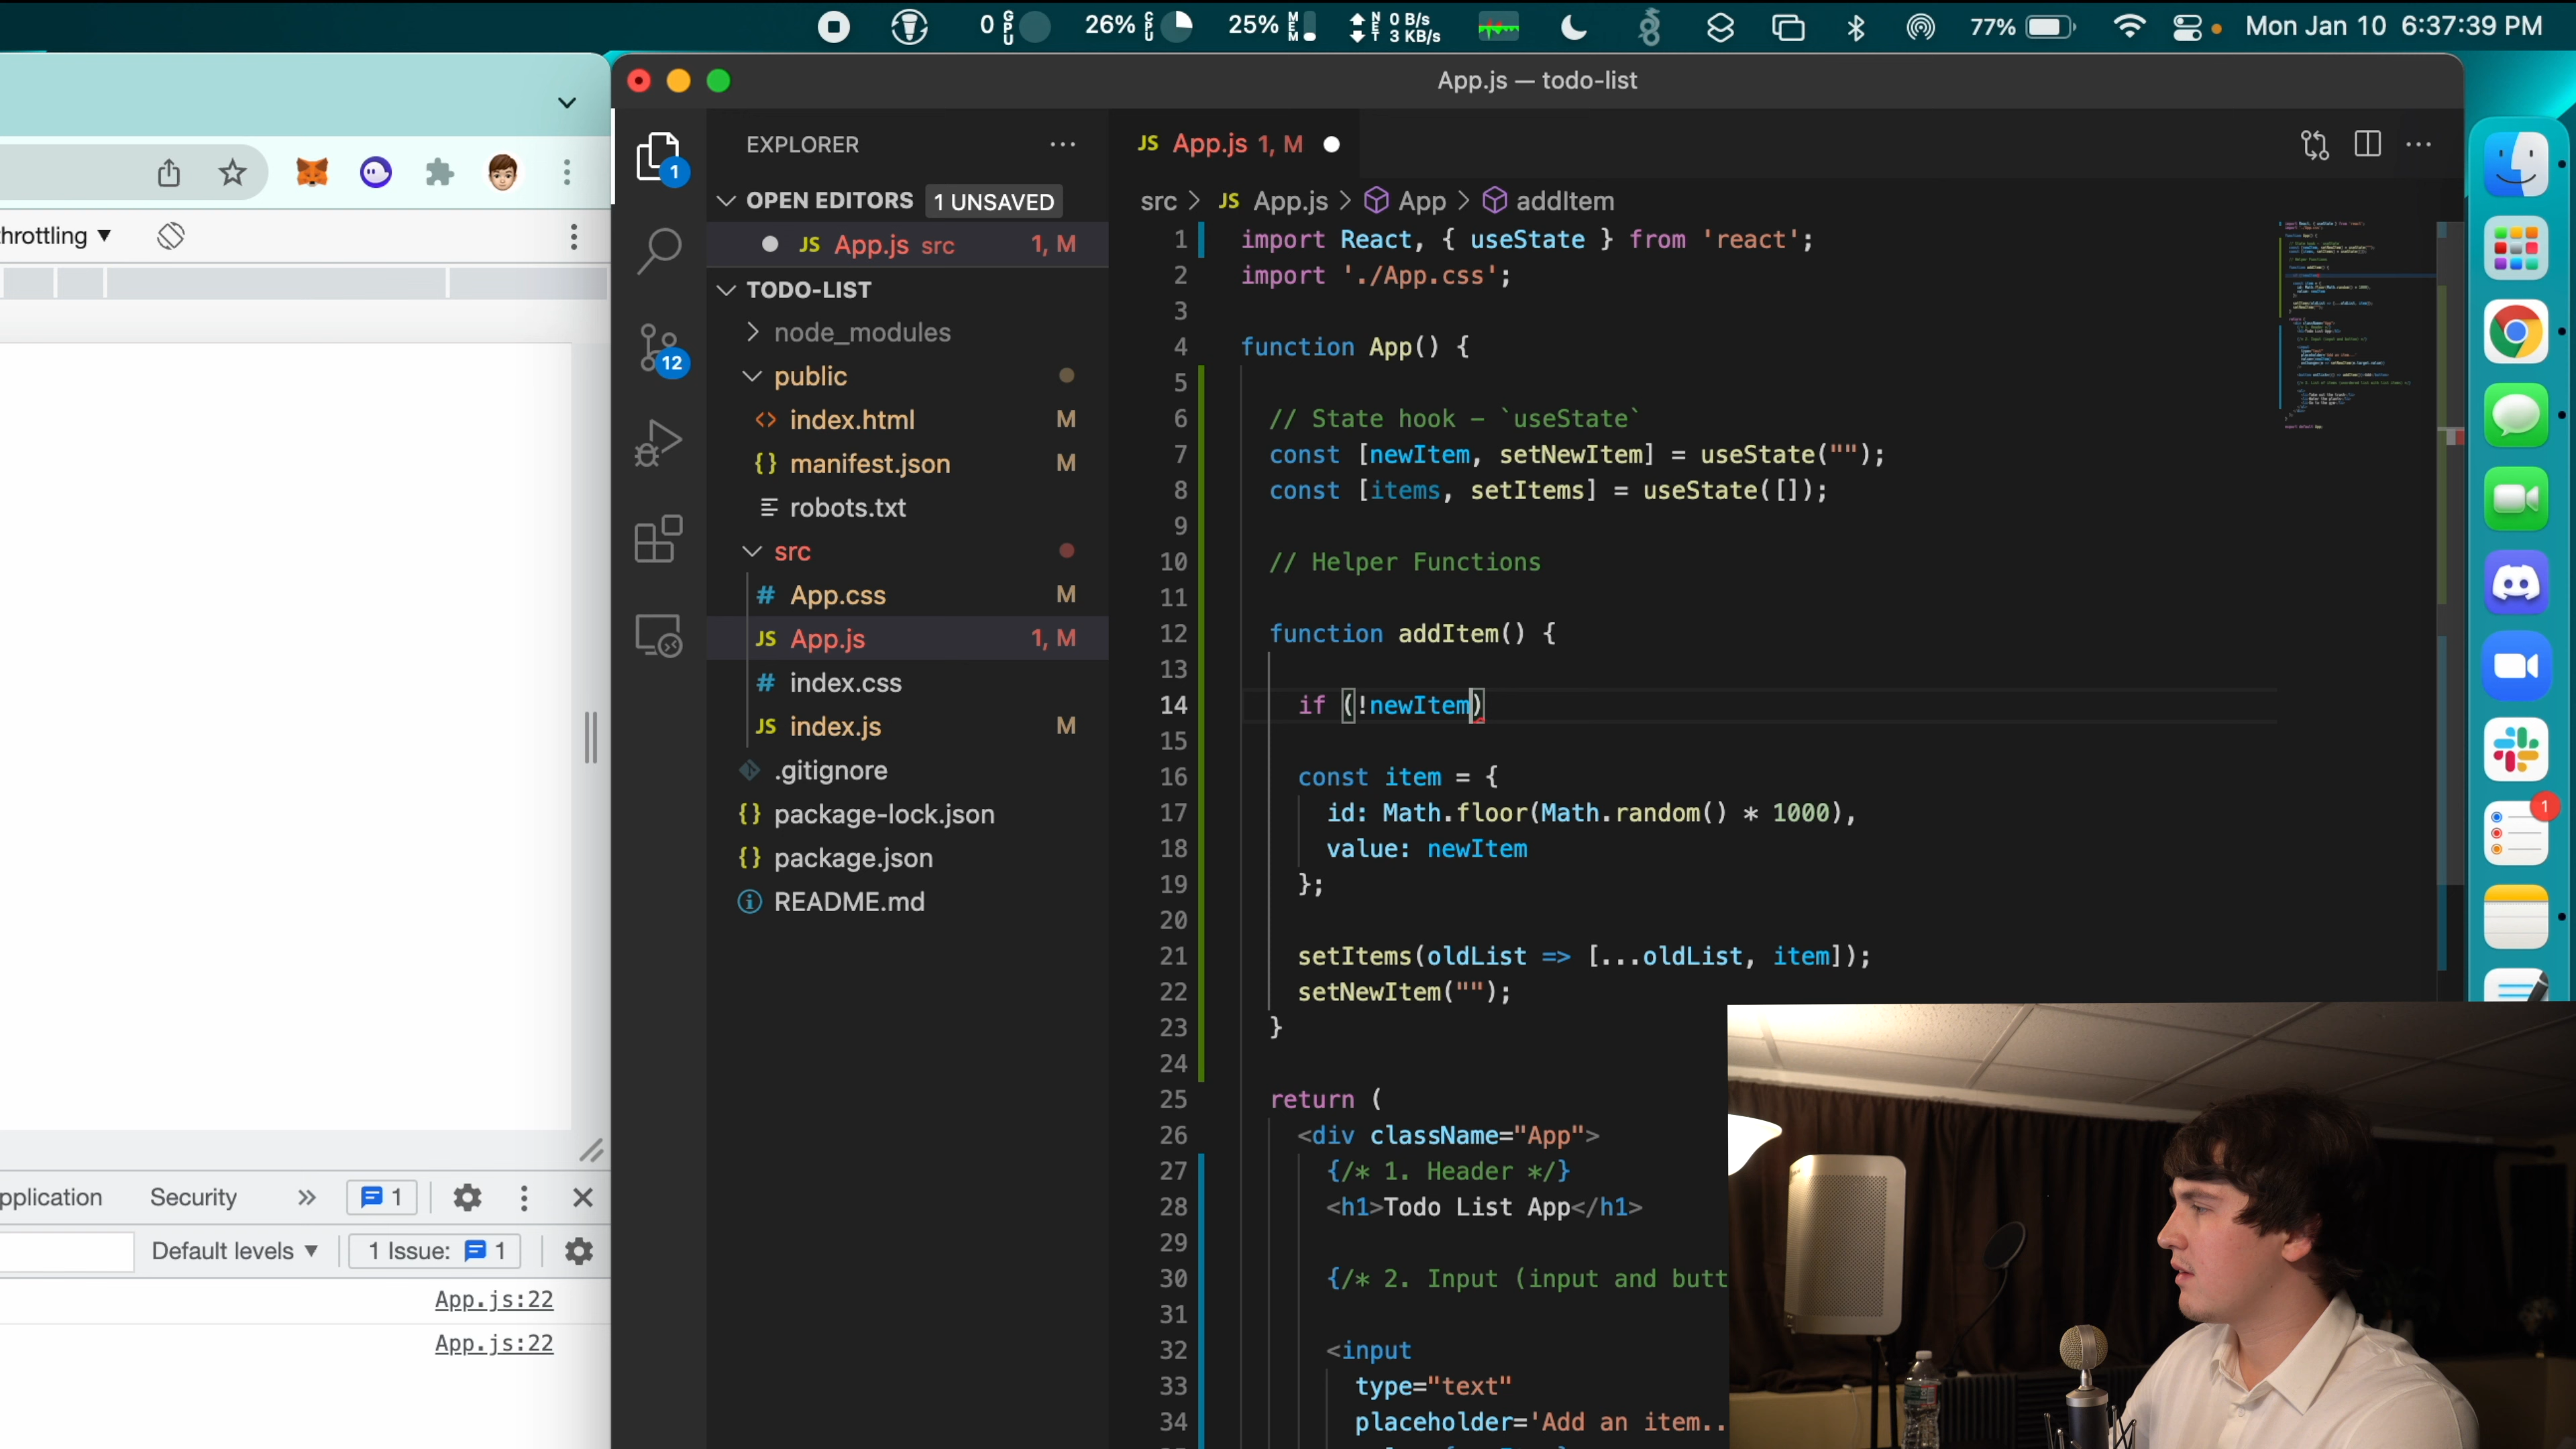 0 GPU 26% CPU 25% MEM NET 0 B/s 3 KB/s 77% Mon Jan 10 6:37:39 PM
App.js — todo-list
EXPLORER
JS App.js 1, M
OPEN EDITORS 1 UNSAVED
JS App.js src 1, M
TODO-LIST
node_modules
public
index.html M
manifest.json M
robots.txt
src
App.css M
JS App.js 1, M
index.css
JS index.js M
.gitignore
package-lock.json
package.json
README.md
1
12
src > JS App.js > App > addItem
1 import React, { useState } from 'react';
2 import './App.css';
3
4 function App() {
5
6 // State hook – `useState`
7 const [newItem, setNewItem] = useState("");
8 const [items, setItems] = useState([]);
9
10 // Helper Functions
11
12 function addItem() {
13
14 if (!newItem)
15
16 const item = {
17 id: Math.floor(Math.random() * 1000),
18 value: newItem
19 };
20
21 setItems(oldList => [...oldList, item]);
22 setNewItem("");
23 }
24
25 return (
26 <div className="App">
27 {/* 1. Header */}
28 <h1>Todo List App</h1>
29
30 {/* 2. Input (input and butt
31
32 <input
33 type="text"
34 placeholder='Add an item..
hrottling ▼
pplication Security » 1
Default levels ▼ 1 Issue: 1
App.js:22
App.js:22
1